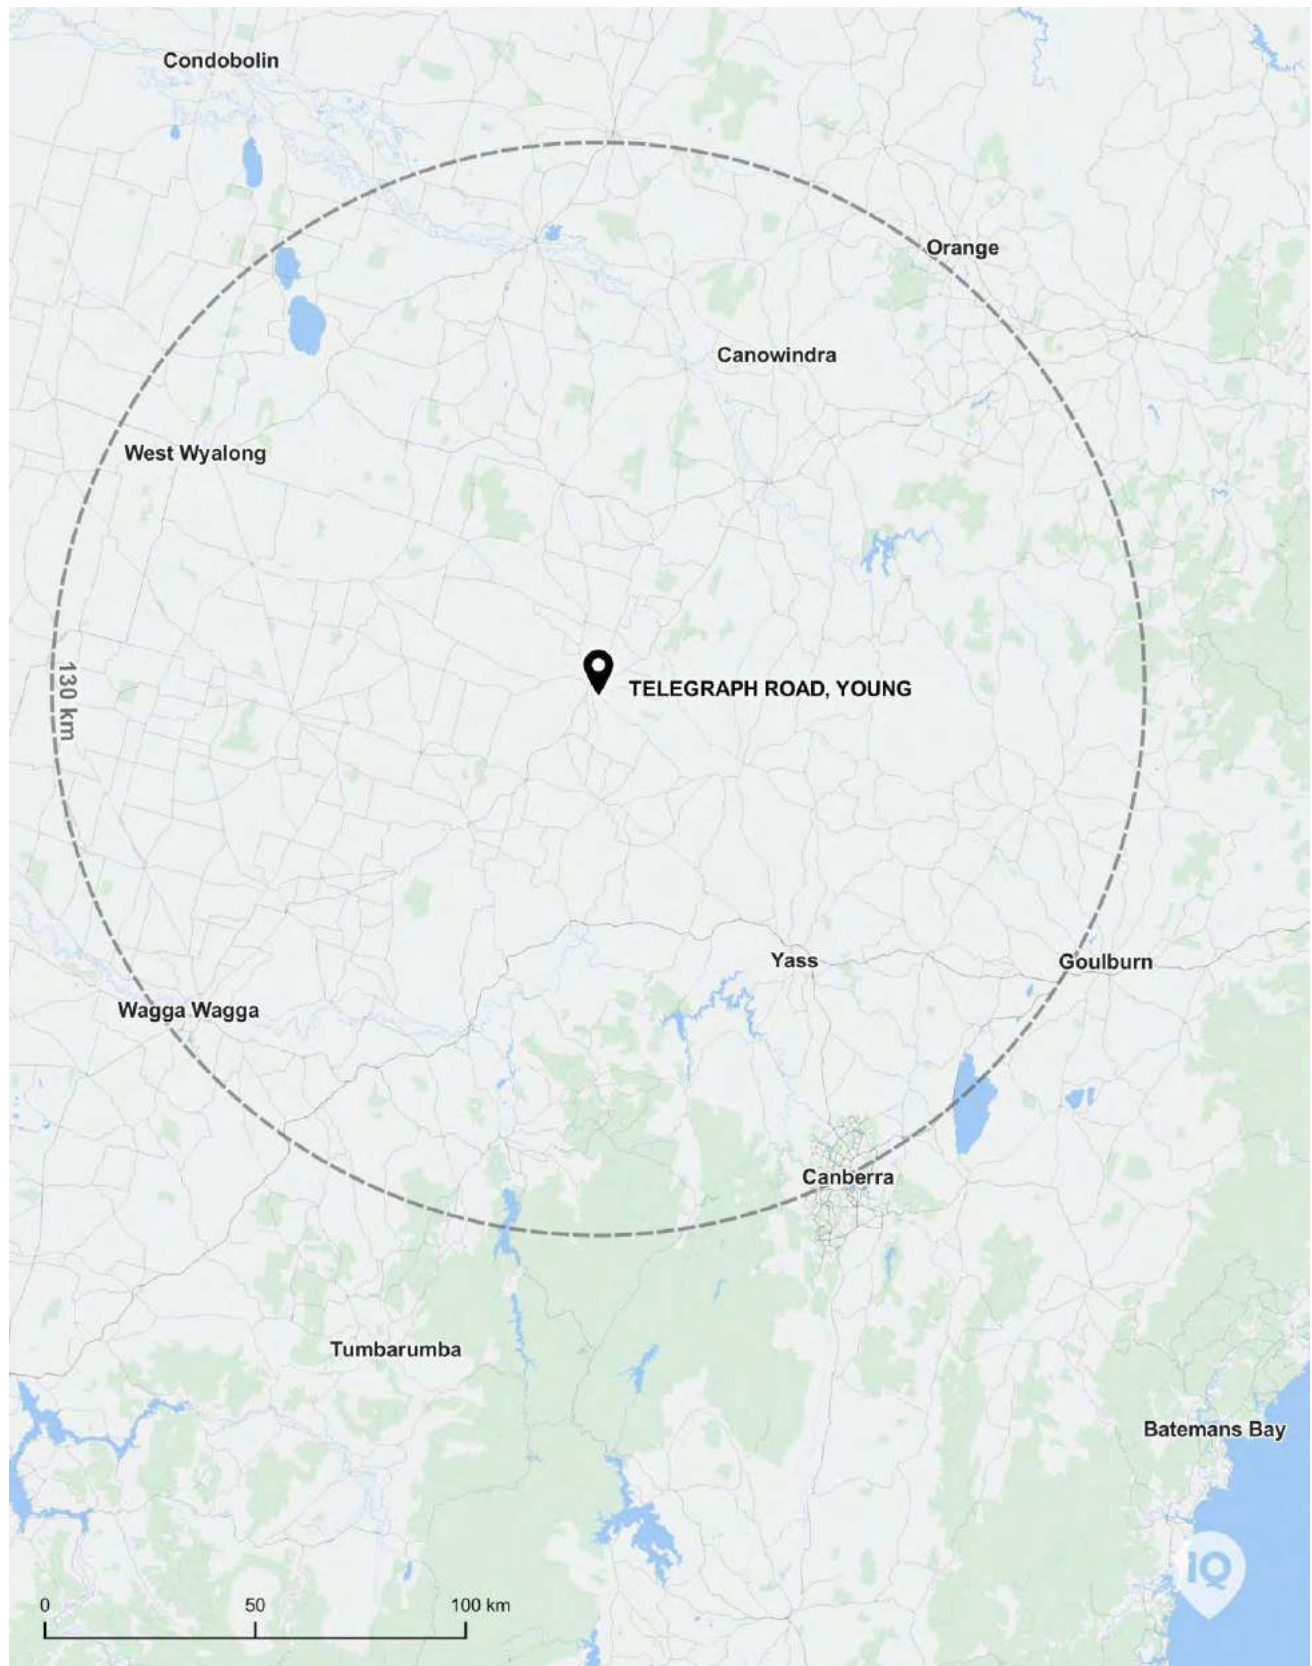 Condobolin
Orange
Canowindra
West Wyalong
130 km
TELEGRAPH ROAD, YOUNG
Yass
Goulburn
Wagga Wagga
Canberra
Tumbarumba
Batemans Bay
IQ
0 50 100 km